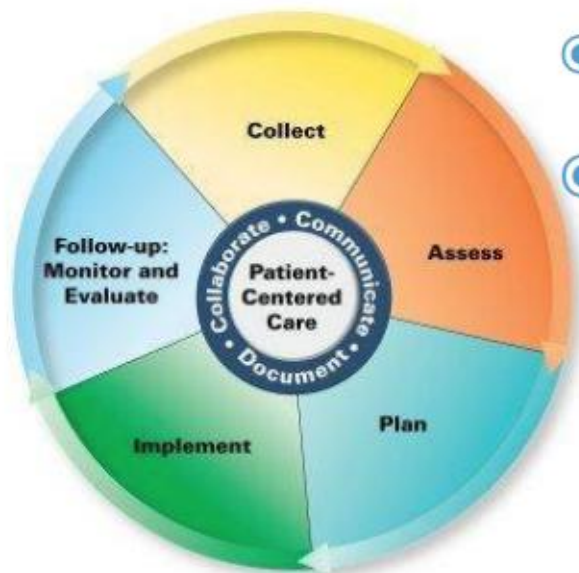 Collect
Assess
Plan
Implement
Follow-up:
Monitor and
Evaluate
Collaborate • Communicate • Document •
Patient-
Centered
Care